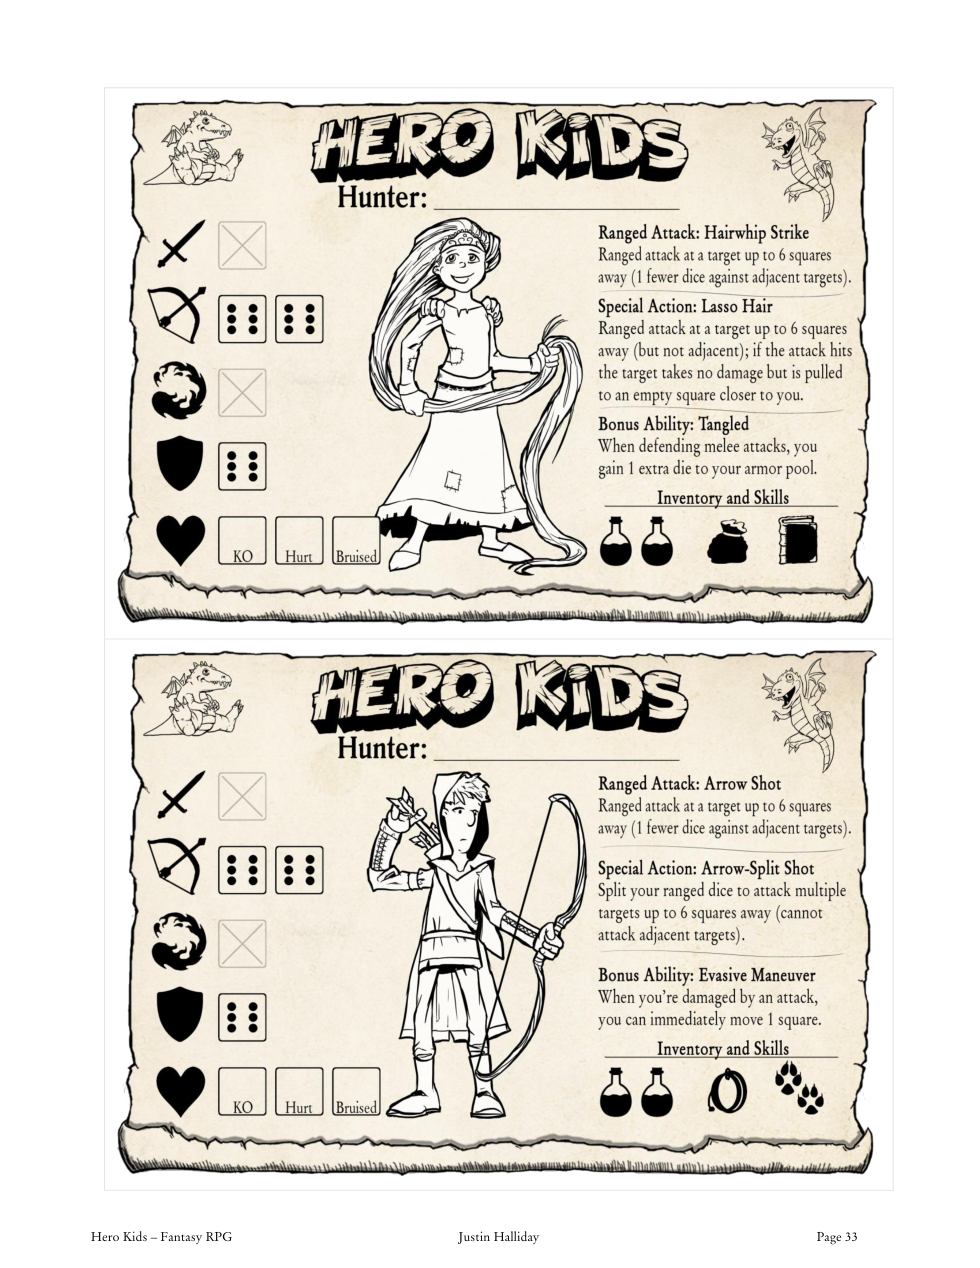 HERO KIDS
Hunter:
Ranged Attack: Hairwhip Strike
Ranged attack at a target up to 6 squares
away (1 fewer dice against adjacent targets).
Special Action: Lasso Hair
Ranged attack at a target up to 6 squares
away (but not adjacent); if the attack hits
the target takes no damage but is pulled
to an empty square closer to you.
Bonus Ability: Tangled
When defending melee attacks, you
gain 1 extra die to your armor pool.
Inventory and Skills
KO Hurt Bruised
HERO KIDS
Hunter:
Ranged Attack: Arrow Shot
Ranged attack at a target up to 6 squares
away (1 fewer dice against adjacent targets).
Special Action: Arrow-Split Shot
Split your ranged dice to attack multiple
targets up to 6 squares away (cannot
attack adjacent targets).
Bonus Ability: Evasive Maneuver
When you're damaged by an attack,
you can immediately move 1 square.
Inventory and Skills
KO Hurt Bruised
Hero Kids – Fantasy RPG Justin Halliday Page 33